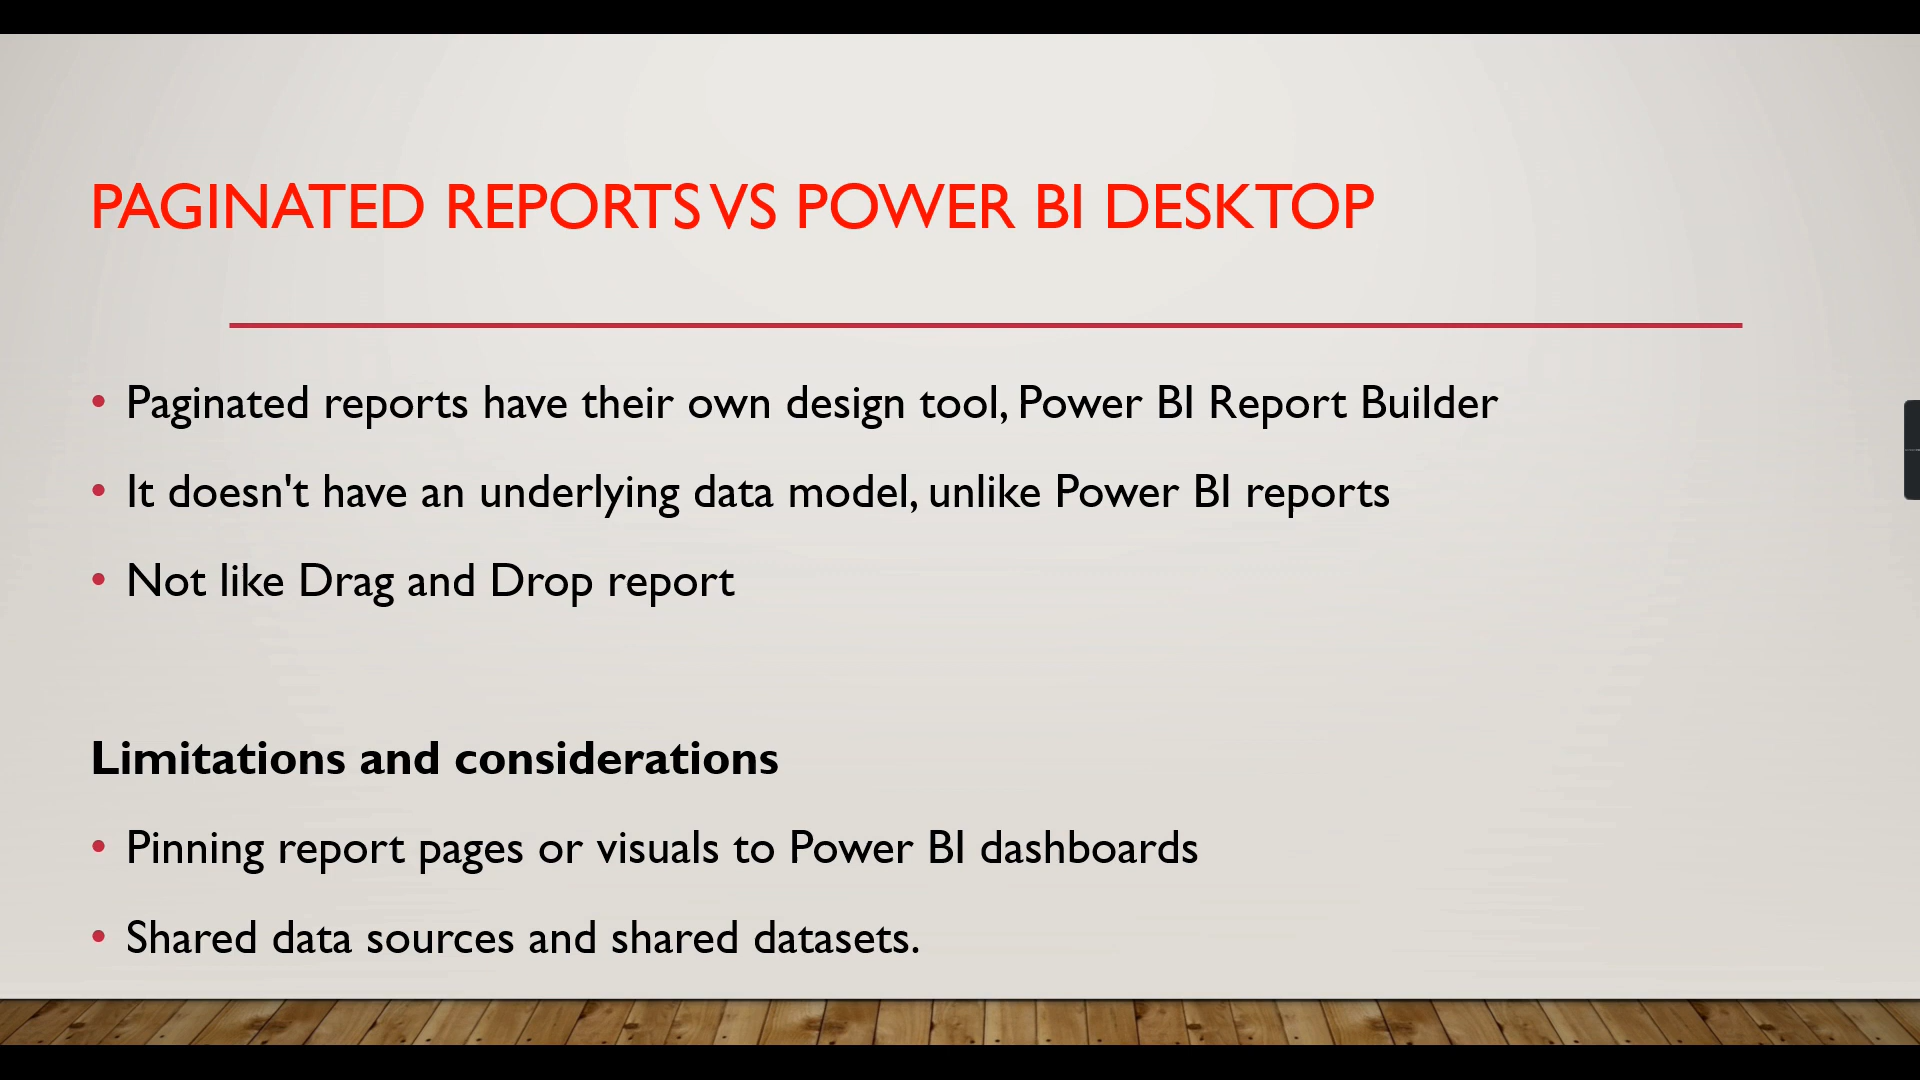 PAGINATED REPORTS VS POWER BI DESKTOP
• Paginated reports have their own design tool, Power BI Report Builder
• It doesn't have an underlying data model, unlike Power BI reports
• Not like Drag and Drop report
Limitations and considerations
• Pinning report pages or visuals to Power BI dashboards
• Shared data sources and shared datasets.